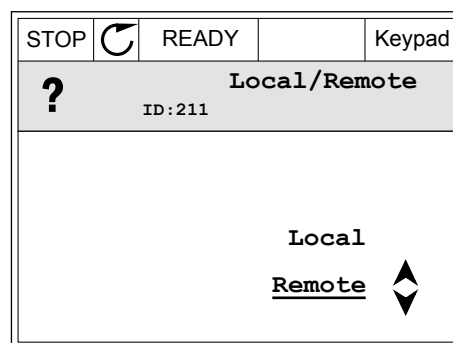 STOP READY Keypad
? Local/Remote
ID:211
Local
Remote